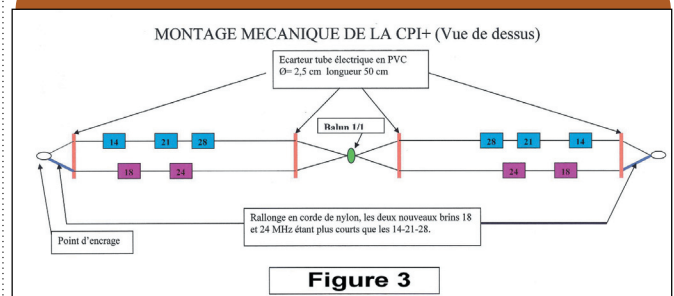 MONTAGE MECANIQUE DE LA CPI+ (Vue de dessus)
Ecarteur tube électrique en PVC
Ø= 2,5 cm longueur 50 cm
Balun 1/1
14 21 28 28 21 14
18 24 24 18
Rallonge en corde de nylon, les deux nouveaux brins 18
et 24 MHz étant plus courts que les 14-21-28.
Point d'encrage
Figure 3